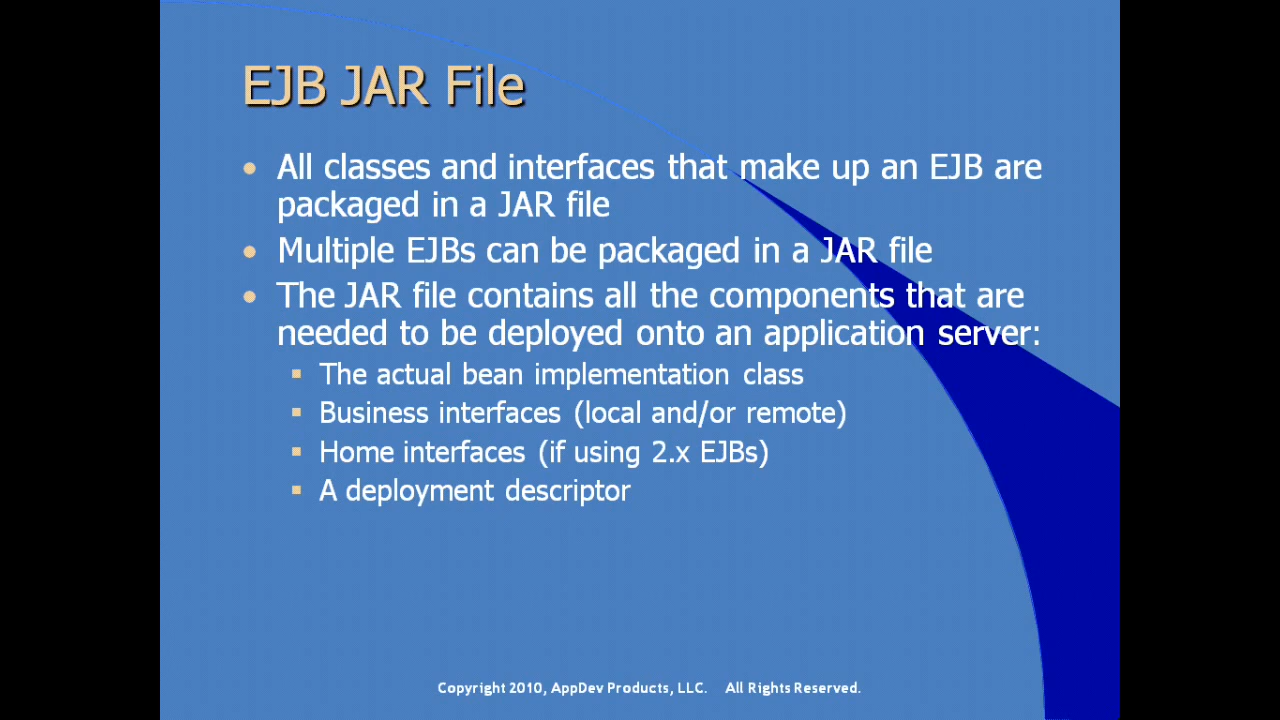 EJB JAR File
All classes and interfaces that make up an EJB are
packaged in a JAR file
Multiple EJBs can be packaged in a JAR file
The JAR file contains all the components that are
needed to be deployed onto an application server:
The actual bean implementation class
Business interfaces (local and/or remote)
Home interfaces (if using 2.x EJBs)
A deployment descriptor
Copyright 2010, AppDev Products, LLC. All Rights Reserved.